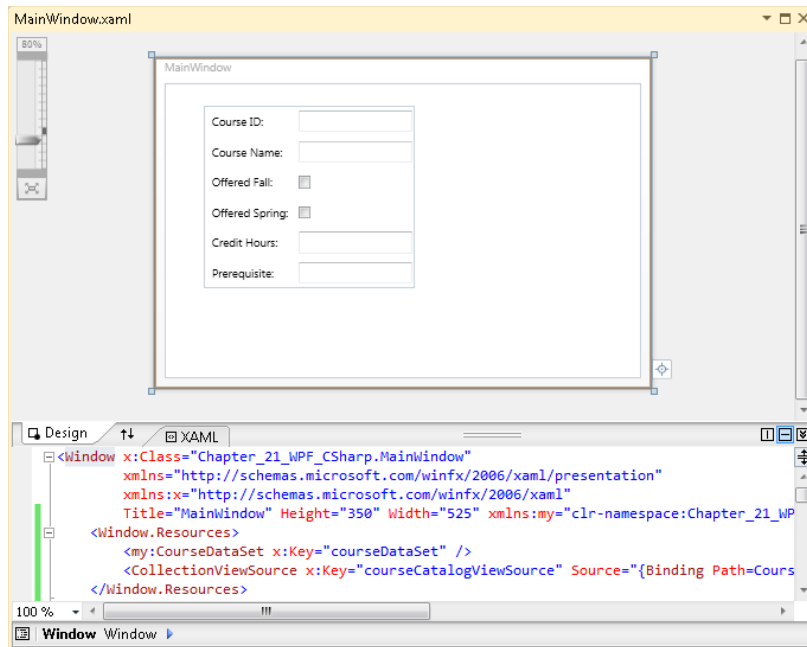 MainWindow.xaml
80%
MainWindow
Course ID:
Course Name:
Offered Fall:
Offered Spring:
Credit Hours:
Prerequisite:
Design XAML
<Window x:Class="Chapter_21_WPF_CSharp.MainWindow"
xmlns="http://schemas.microsoft.com/winfx/2006/xaml/presentation"
xmlns:x="http://schemas.microsoft.com/winfx/2006/xaml"
Title="MainWindow" Height="350" Width="525" xmlns:my="clr-namespace:Chapter_21_WP
<Window.Resources>
<my:CourseDataSet x:Key="courseDataSet" />
<CollectionViewSource x:Key="courseCatalogViewSource" Source="{Binding Path=Cours
</Window.Resources>
100 %
Window Window